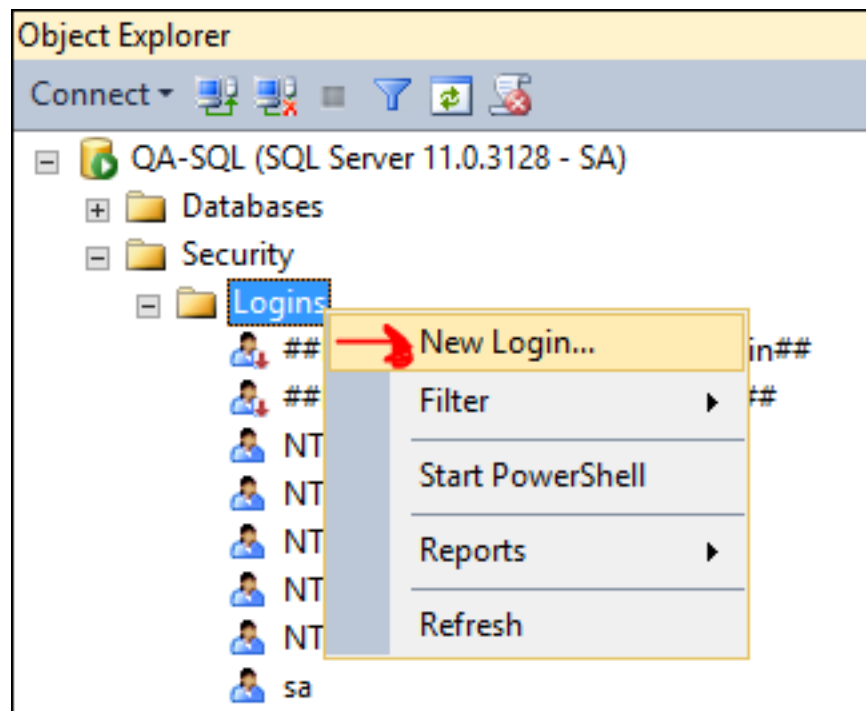 Object Explorer
Connect
QA-SQL (SQL Server 11.0.3128 - SA)
Databases
Security
Logins
## in##
New Login...
## ##
Filter
NT
NT
Start PowerShell
NT
Reports
NT
NT
Refresh
sa